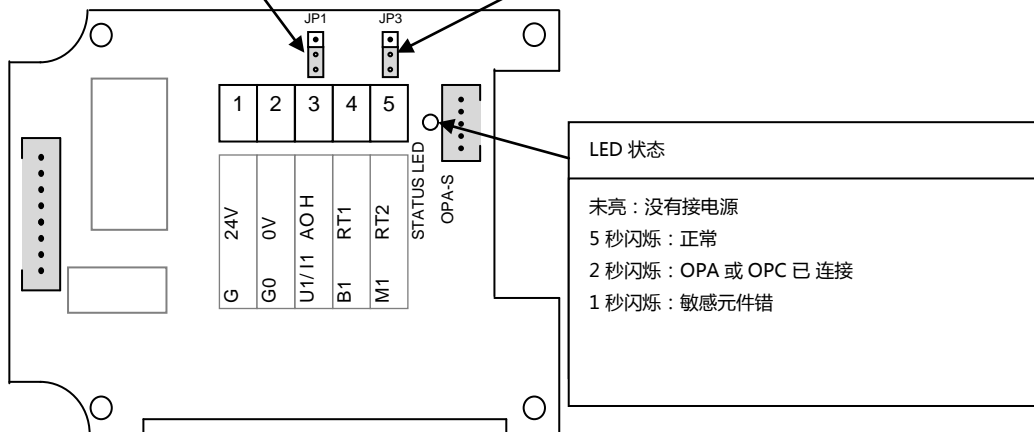 JP1 JP3
1 2 3 4 5
G 24V
G0 0V
U1/ I1 AO H
B1 RT1
M1 RT2
STATUS LED
OPA-S
LED 状态
未亮：没有接电源
5 秒闪烁：正常
2 秒闪烁：OPA 或 OPC 已 连接
1 秒闪烁：敏感元件错